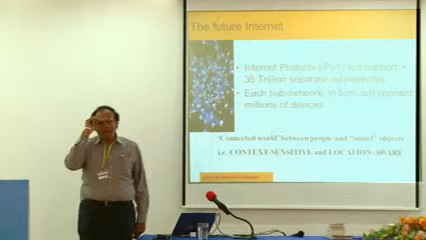 The future Internet
• Internet Protocol (IPv6) will support >
35 Trillion separate sub-networks
• Each sub-network, in turn, will connect
millions of devices
'Connected world' between people and "smart" objects
i.e. CONTEXT-SENSITIVE and LOCATION-AWARE